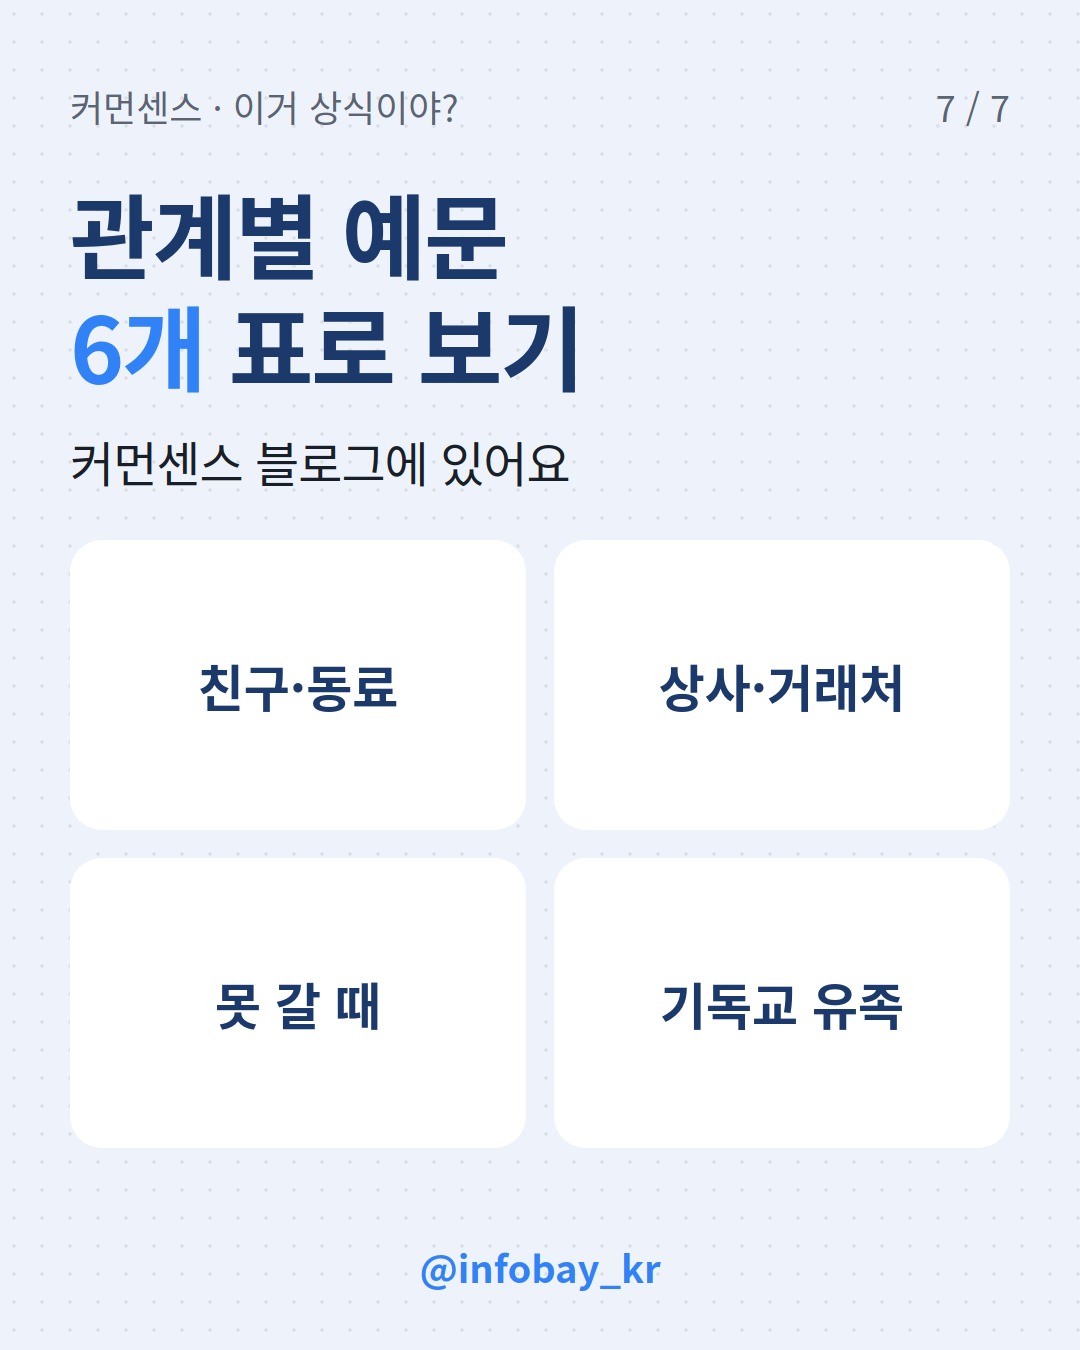 커먼센스 · 이거 상식이야?
7 / 7
관계별 예문
6개 표로 보기
커먼센스 블로그에 있어요
친구·동료
상사·거래처
못 갈 때
기독교 유족
@infobay_kr